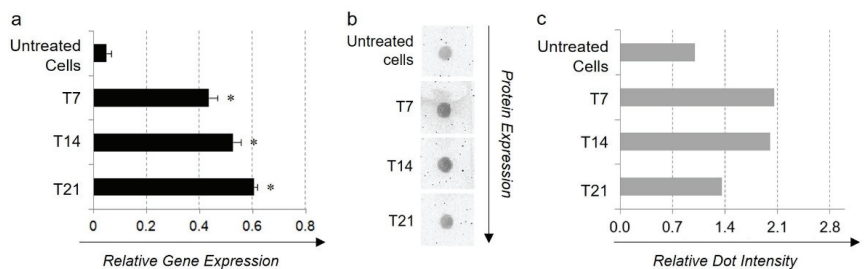 a
Untreated
Cells
T7
*
T14
*
T21
*
0 0.2 0.4 0.6 0.8
Relative Gene Expression
b
Untreated
cells
T7
T14
T21
Protein Expression
c
Untreated
Cells
T7
T14
T21
0.0 0.7 1.4 2.1 2.8
Relative Dot Intensity